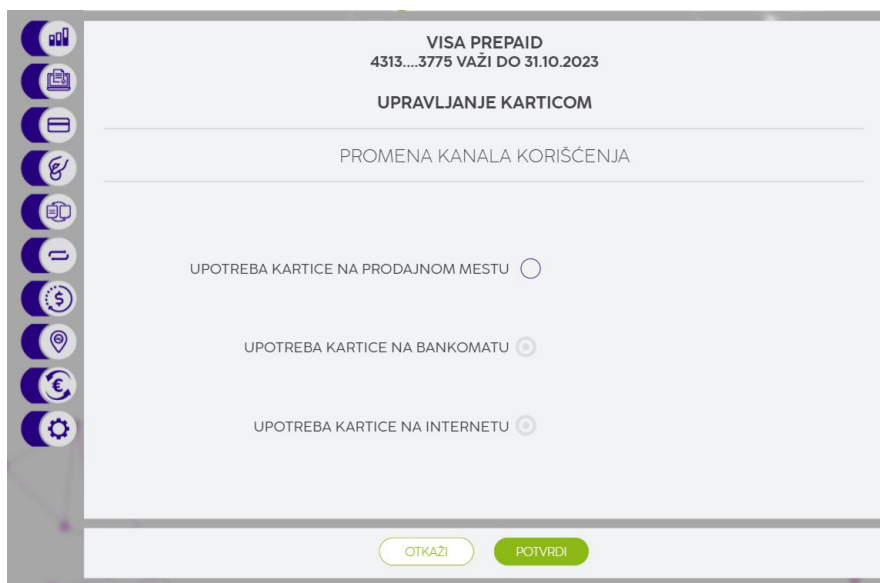 VISA PREPAID
4313....3775 VAŽI DO 31.10.2023
UPRAVLJANJE KARTICOM
PROMENA KANALA KORIŠĆENJA
UPOTREBA KARTICE NA PRODAJNOM MESTU
UPOTREBA KARTICE NA BANKOMATU
UPOTREBA KARTICE NA INTERNETU
OTKAŽI
POTVRDI